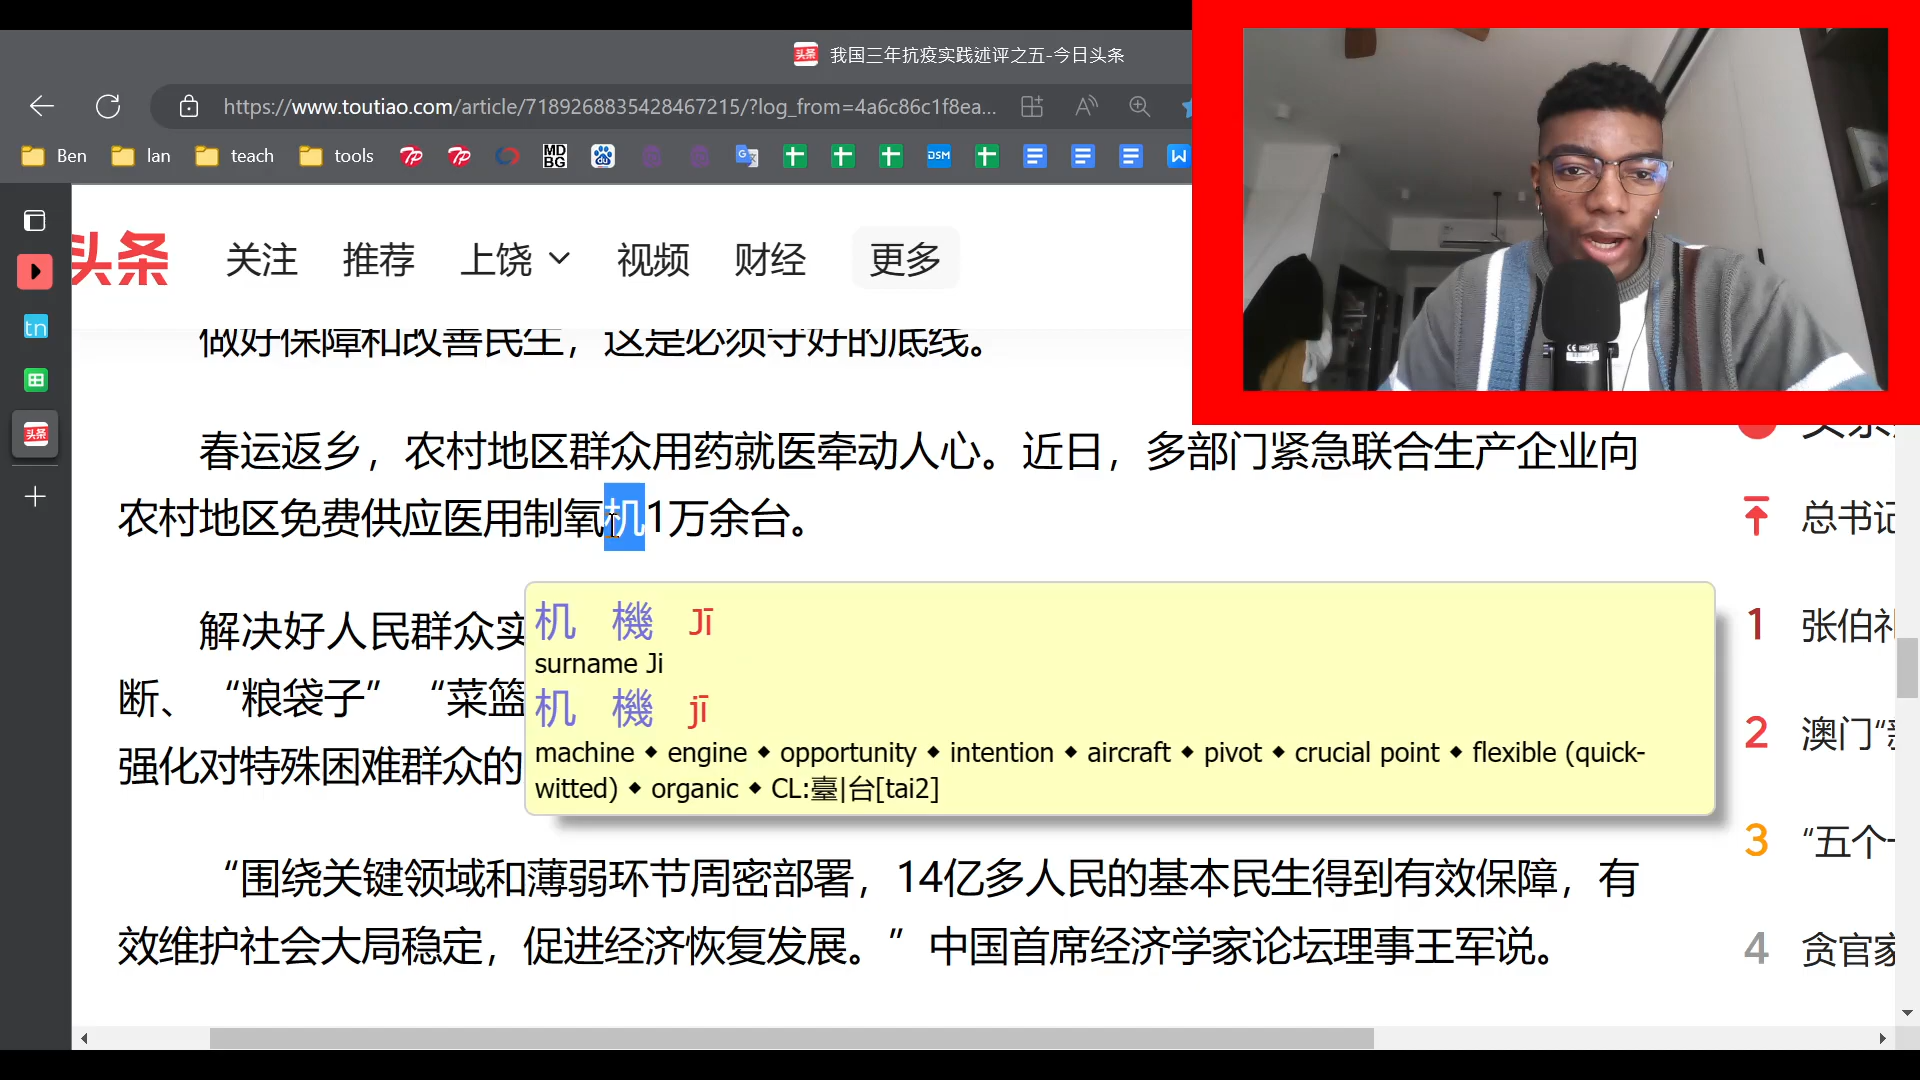 我国三年抗疫实践述评之五-今日头条
https://www.toutiao.com/article/7189268835428467215/?log_from=4a6c86c1f8ea...
Ben lan teach tools MDBG du DSM W
头条 关注 推荐 上饶 视频 财经 更多
tn
头条
做好保障和改善民生，这是必须守好的底线。
春运返乡，农村地区群众用药就医牵动人心。近日，多部门紧急联合生产企业向
农村地区免费供应医用制氧机1万余台。
解决好人民群众实
断、“粮袋子”“菜篮
强化对特殊困难群众的
机 機 Jī
surname Ji
机 機 jī
machine ◆ engine ◆ opportunity ◆ intention ◆ aircraft ◆ pivot ◆ crucial point ◆ flexible (quick-
witted) ◆ organic ◆ CL:臺|台[tai2]
“围绕关键领域和薄弱环节周密部署，14亿多人民的基本民生得到有效保障，有
效维护社会大局稳定，促进经济恢复发展。”中国首席经济学家论坛理事王军说。
总书记
1 张伯礼
2 澳门“新
3 “五个一
4 贪官家